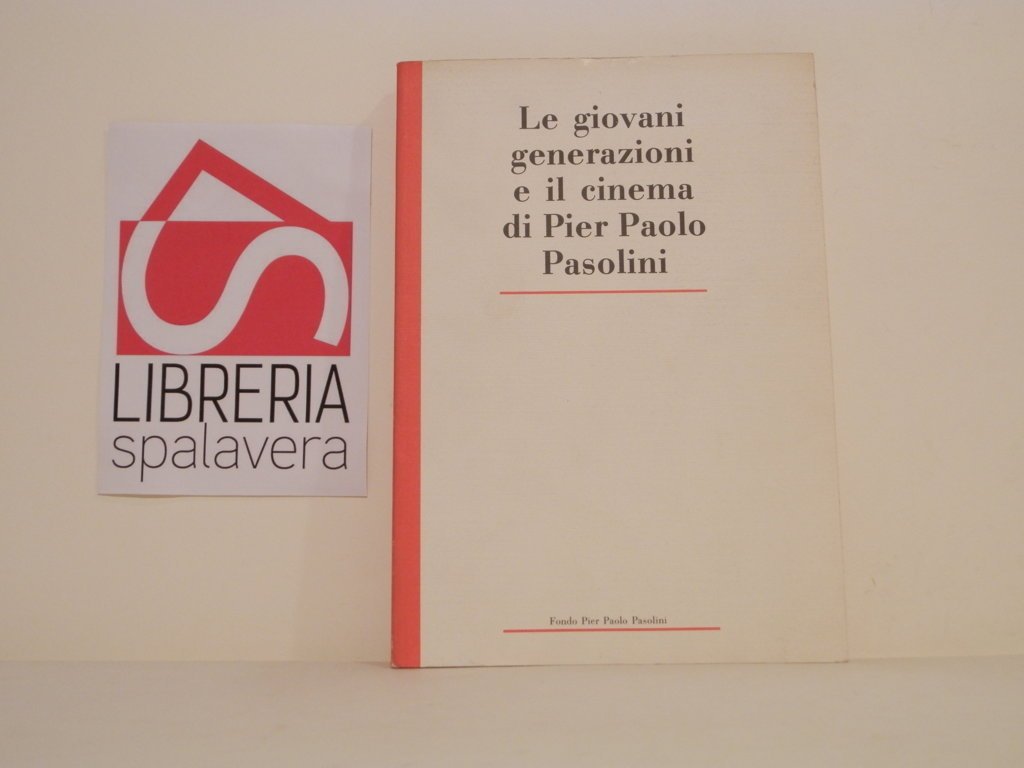 LIBRERIA
spalavera
Le giovani
generazioni
e il cinema
di Pier Paolo
Pasolini
Fondo Pier Paolo Pasolini